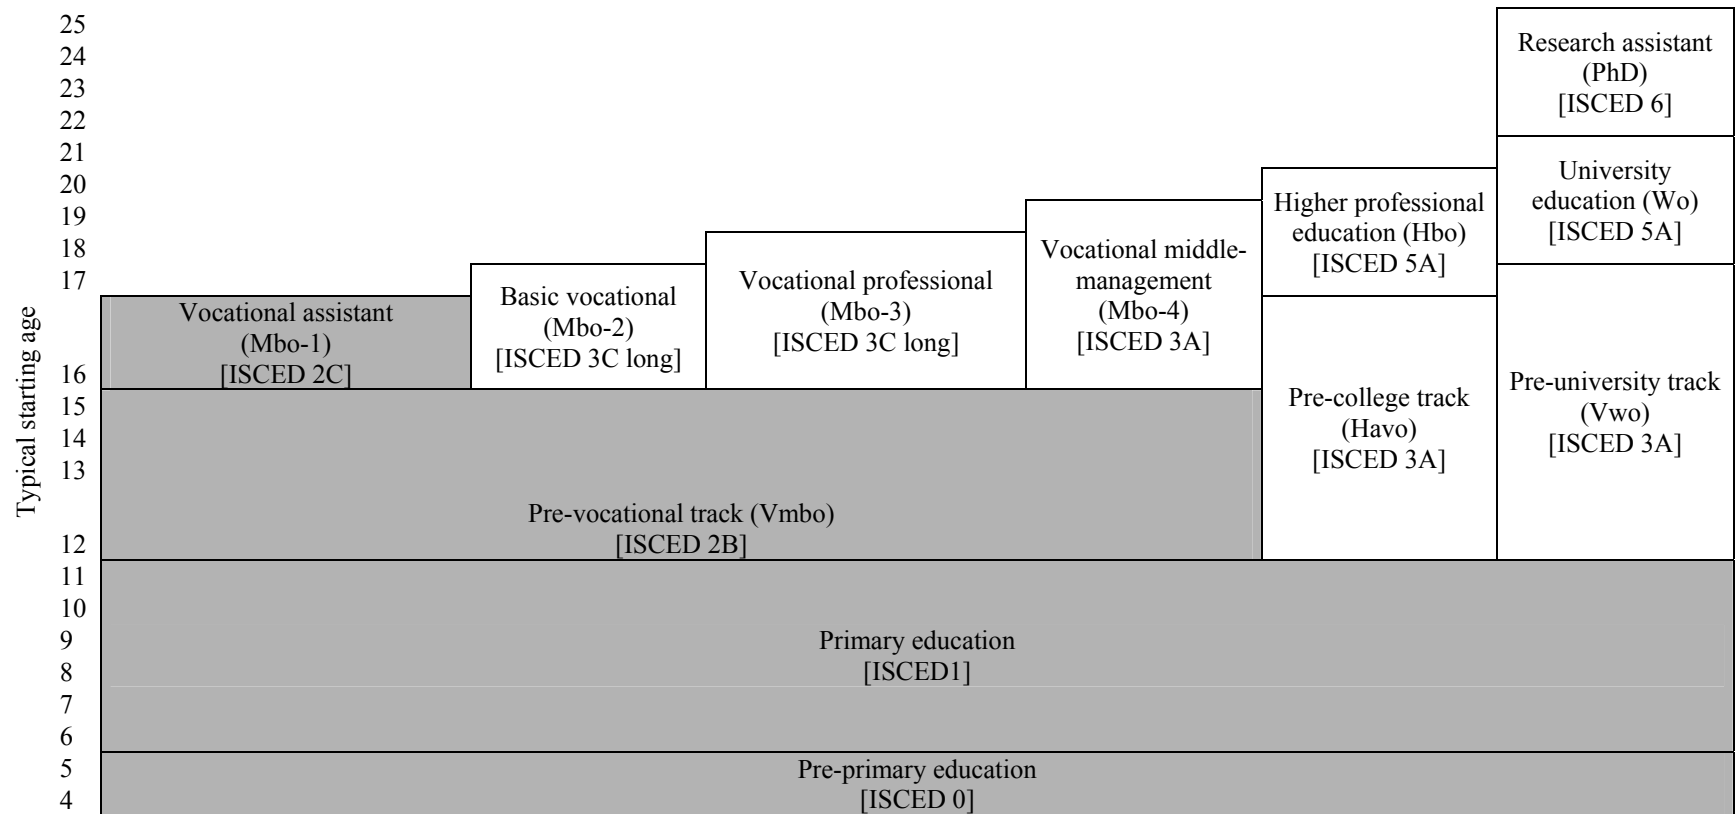 25
24
23
22
21
20
19
18
17
16
15
14
13
12
11
10
9
8
7
6
5
4
Typical starting age
Research assistant
(PhD)
[ISCED 6]
University
education (Wo)
[ISCED 5A]
Higher professional
education (Hbo)
[ISCED 5A]
Vocational middle-
management
(Mbo-4)
[ISCED 3A]
Vocational professional
(Mbo-3)
[ISCED 3C long]
Basic vocational
(Mbo-2)
[ISCED 3C long]
Vocational assistant
(Mbo-1)
[ISCED 2C]
Pre-college track
(Havo)
[ISCED 3A]
Pre-university track
(Vwo)
[ISCED 3A]
Pre-vocational track (Vmbo)
[ISCED 2B]
Primary education
[ISCED1]
Pre-primary education
[ISCED 0]